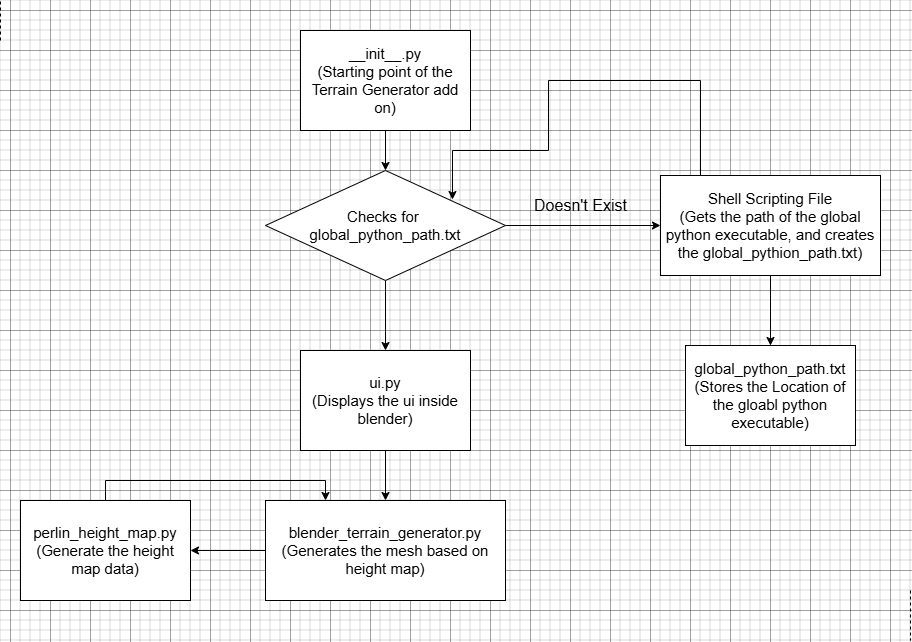 __init__.py
(Starting point of the
Terrain Generator add
on)
Checks for
global_python_path.txt
Doesn't Exist
Shell Scripting File
(Gets the path of the global
python executable, and creates
the global_pythion_path.txt)
global_python_path.txt
(Stores the Location of
the gloabl python
executable)
ui.py
(Displays the ui inside
blender)
perlin_height_map.py
(Generate the height
map data)
blender_terrain_generator.py
(Generates the mesh based on
height map)